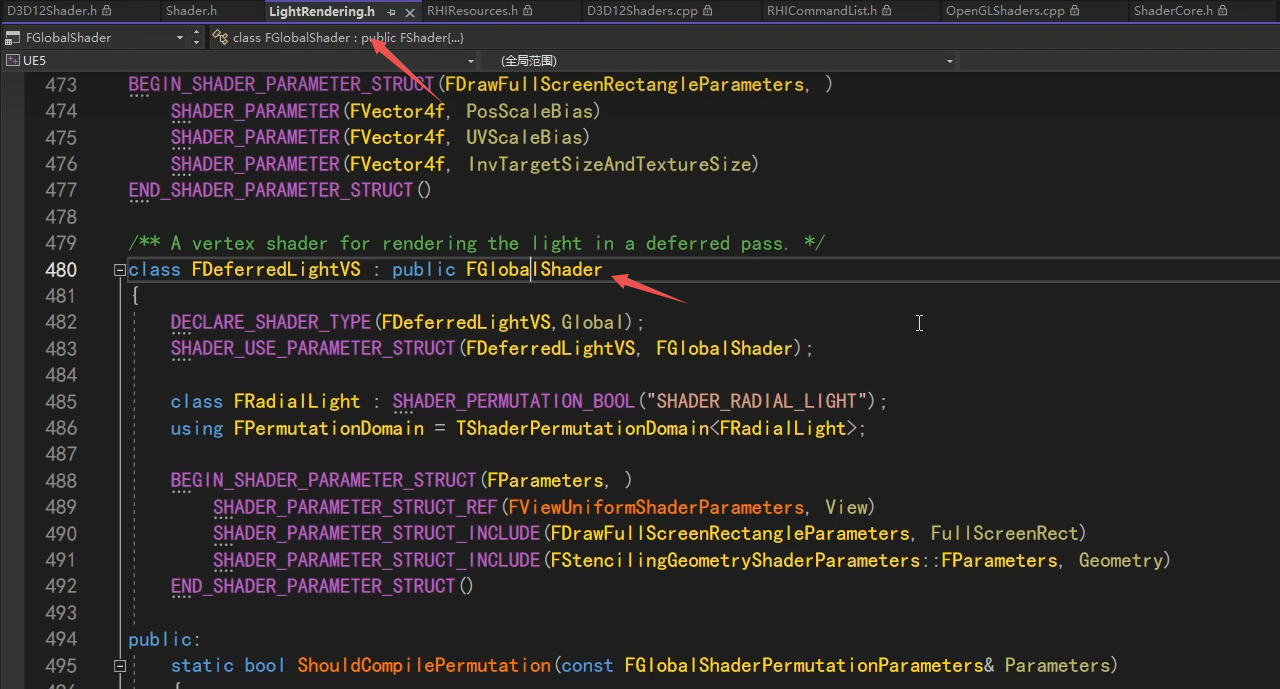 D3D12Shader.h Shader.h LightRendering.h RHIResources.h D3D12Shaders.cpp RHICommandList.h OpenGLShaders.cpp ShaderCore.h
FGlobalShader class FGlobalShader : public FShader{...}
UE5 (全局范围)
473 BEGIN_SHADER_PARAMETER_STRUCT(FDrawFullScreenRectangleParameters, )
474 SHADER_PARAMETER(FVector4f, PosScaleBias)
475 SHADER_PARAMETER(FVector4f, UVScaleBias)
476 SHADER_PARAMETER(FVector4f, InvTargetSizeAndTextureSize)
477 END_SHADER_PARAMETER_STRUCT()
478
479 /** A vertex shader for rendering the light in a deferred pass. */
480 class FDeferredLightVS : public FGlobalShader
481 {
482 DECLARE_SHADER_TYPE(FDeferredLightVS,Global);
483 SHADER_USE_PARAMETER_STRUCT(FDeferredLightVS, FGlobalShader);
484
485 class FRadialLight : SHADER_PERMUTATION_BOOL("SHADER_RADIAL_LIGHT");
486 using FPermutationDomain = TShaderPermutationDomain<FRadialLight>;
487
488 BEGIN_SHADER_PARAMETER_STRUCT(FParameters, )
489 SHADER_PARAMETER_STRUCT_REF(FViewUniformShaderParameters, View)
490 SHADER_PARAMETER_STRUCT_INCLUDE(FDrawFullScreenRectangleParameters, FullScreenRect)
491 SHADER_PARAMETER_STRUCT_INCLUDE(FStencilingGeometryShaderParameters::FParameters, Geometry)
492 END_SHADER_PARAMETER_STRUCT()
493
494 public:
495 static bool ShouldCompilePermutation(const FGlobalShaderPermutationParameters& Parameters)